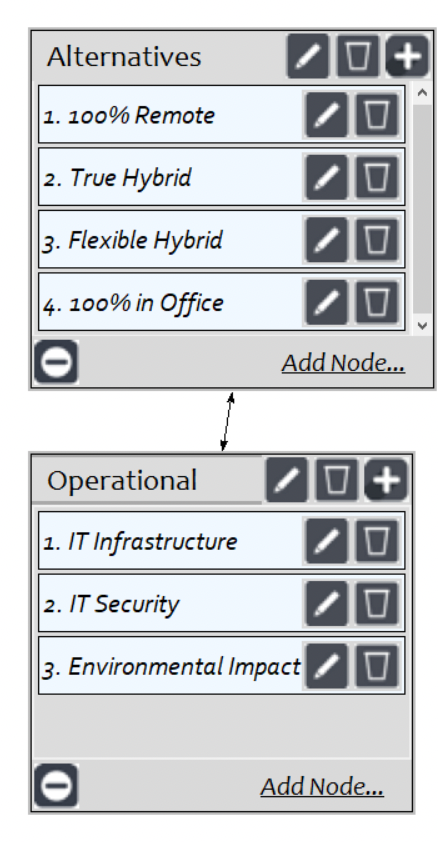 Alternatives
1. 100% Remote
2. True Hybrid
3. Flexible Hybrid
4. 100% in Office
Add Node...
Operational
1. IT Infrastructure
2. IT Security
3. Environmental Impact
Add Node...